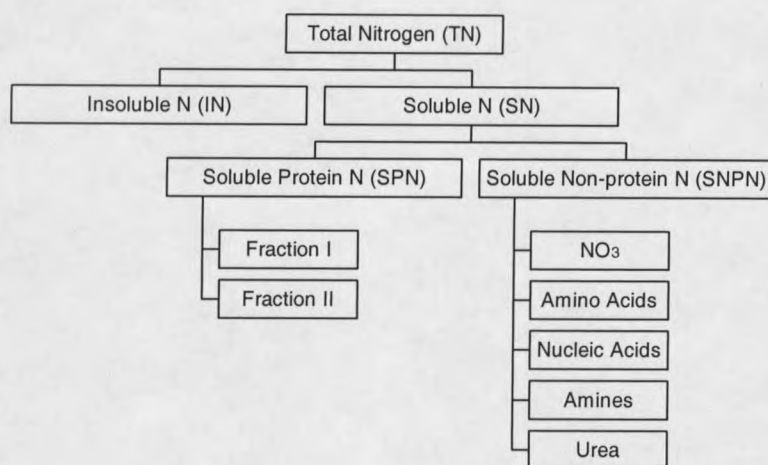 Total Nitrogen (TN)
Insoluble N (IN)
Soluble N (SN)
Soluble Protein N (SPN)
Soluble Non-protein N (SNPN)
Fraction I
Fraction II
NO3
Amino Acids
Nucleic Acids
Amines
Urea